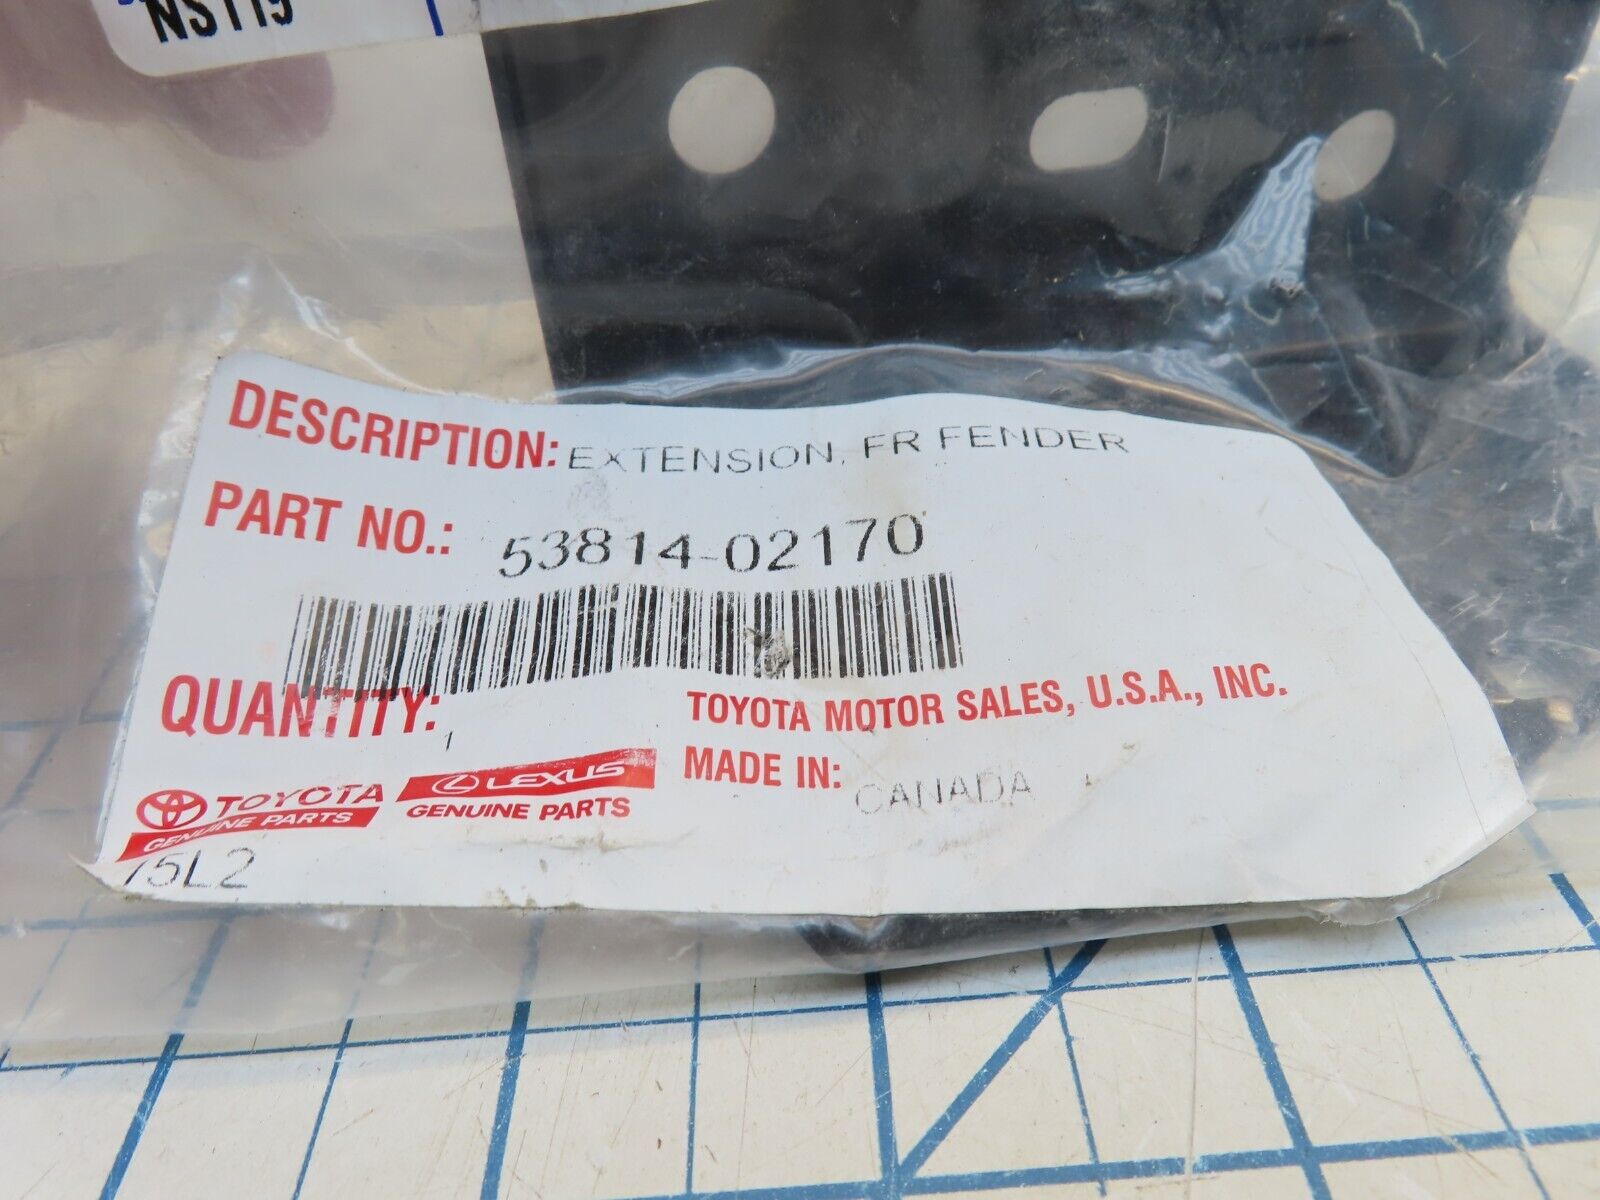 NS119
DESCRIPTION: EXTENSION, FR FENDER
PART NO.: 53814-02170
QUANTITY: 1
TOYOTA MOTOR SALES, U.S.A., INC.
MADE IN: CANADA
TOYOTA
GENUINE PARTS
LEXUS
GENUINE PARTS
75L2